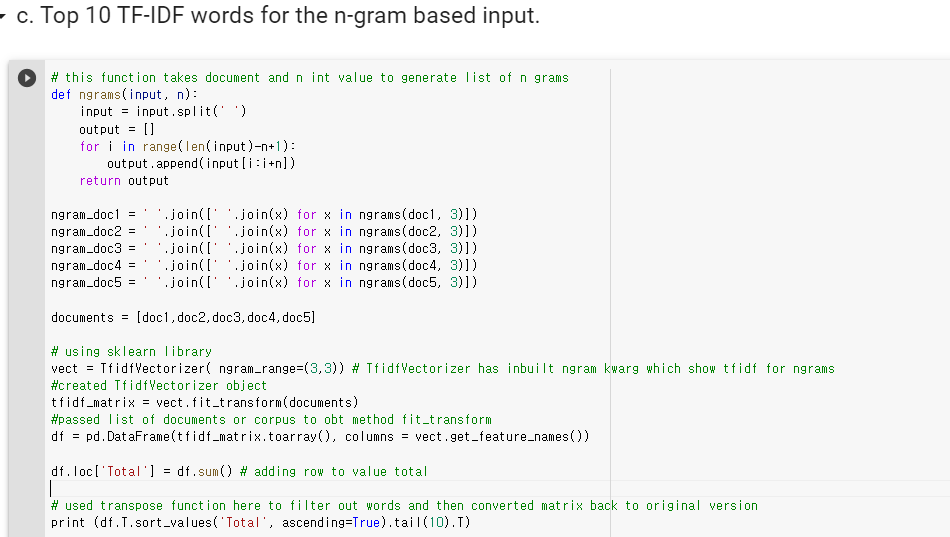 c. Top 10 TF-IDF words for the n-gram based input.
# this function takes document and n int value to generate list of n grams
def ngrams(input, n):
    input = input.split(' ')
    output = []
    for i in range(len(input)-n+1):
        output.append(input[i:i+n])
    return output
ngram_doc1 = ' '.join([' '.join(x) for x in ngrams(doc1, 3)])
ngram_doc2 = ' '.join([' '.join(x) for x in ngrams(doc2, 3)])
ngram_doc3 = ' '.join([' '.join(x) for x in ngrams(doc3, 3)])
ngram_doc4 = ' '.join([' '.join(x) for x in ngrams(doc4, 3)])
ngram_doc5 = ' '.join([' '.join(x) for x in ngrams(doc5, 3)])
documents = [doc1,doc2,doc3,doc4,doc5]
# using sklearn library
vect = TfidfVectorizer( ngram_range=(3,3)) # TfidfVectorizer has inbuilt ngram kwarg which show tfidf for ngrams
#created TfidfVectorizer object
tfidf_matrix = vect.fit_transform(documents)
#passed list of documents or corpus to obt method fit_transform
df = pd.DataFrame(tfidf_matrix.toarray(), columns = vect.get_feature_names())
df.loc['Total'] = df.sum() # adding row to value total
# used transpose function here to filter out words and then converted matrix back to original version
print (df.T.sort_values('Total', ascending=True).tail(10).T)